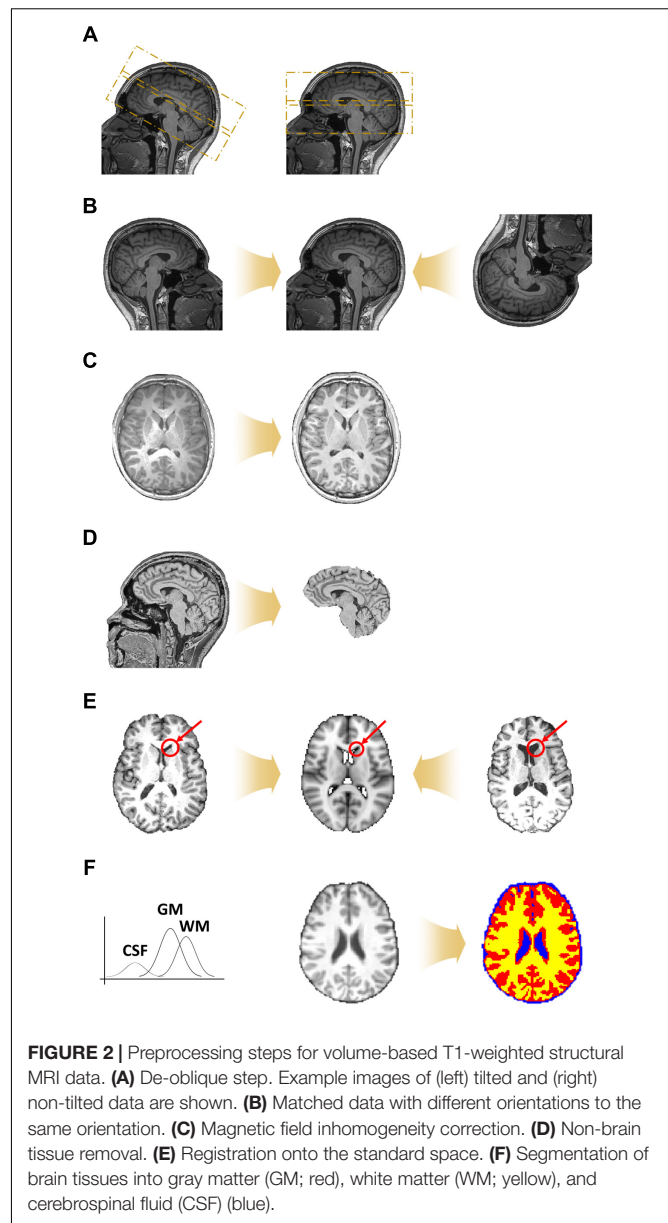 A
B
C
D
E
F
GM
WM
CSF
FIGURE 2 | Preprocessing steps for volume-based T1-weighted structural
MRI data. (A) De-oblique step. Example images of (left) tilted and (right)
non-tilted data are shown. (B) Matched data with different orientations to the
same orientation. (C) Magnetic field inhomogeneity correction. (D) Non-brain
tissue removal. (E) Registration onto the standard space. (F) Segmentation of
brain tissues into gray matter (GM; red), white matter (WM; yellow), and
cerebrospinal fluid (CSF) (blue).